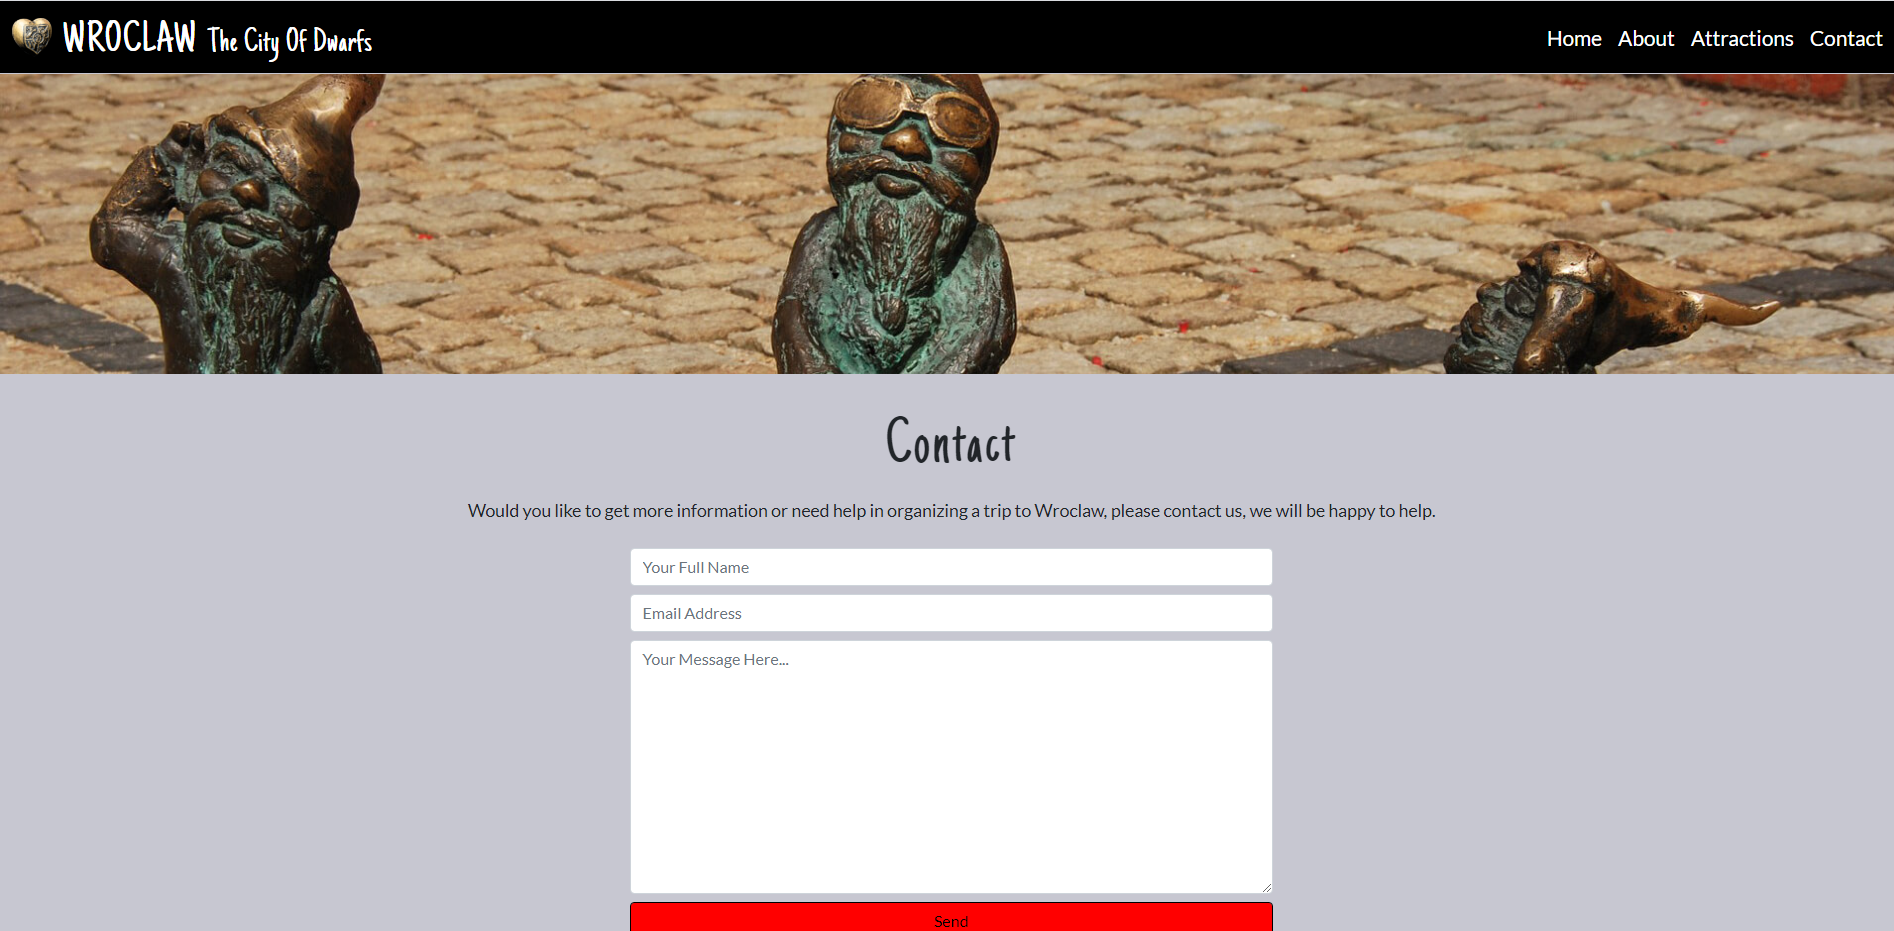 WROCLAW The City Of Dwarfs
Home About Attractions Contact
Contact
Would you like to get more information or need help in organizing a trip to Wroclaw, please contact us, we will be happy to help.
Your Full Name
Email Address
Your Message Here...
Send